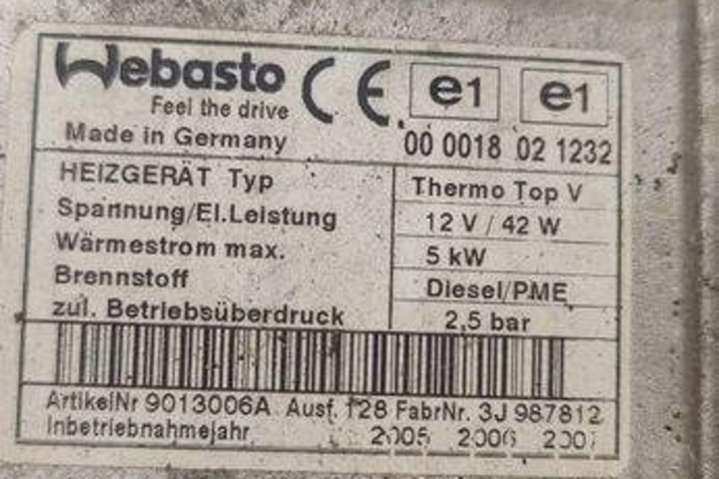 Webasto CE e1 e1
Feel the drive
Made in Germany 00 0018 02 1232
HEIZGERÄT Typ Thermo Top V
Spannung/El.Leistung 12 V / 42 W
Wärmestrom max. 5 kW
Brennstoff Diesel/PME
zul. Betriebsüberdruck 2,5 bar
ArtikelNr 9013006A Ausf. 128 FabrNr. 3J 987812
Inbetriebnahmejahr 2005 2006 2007